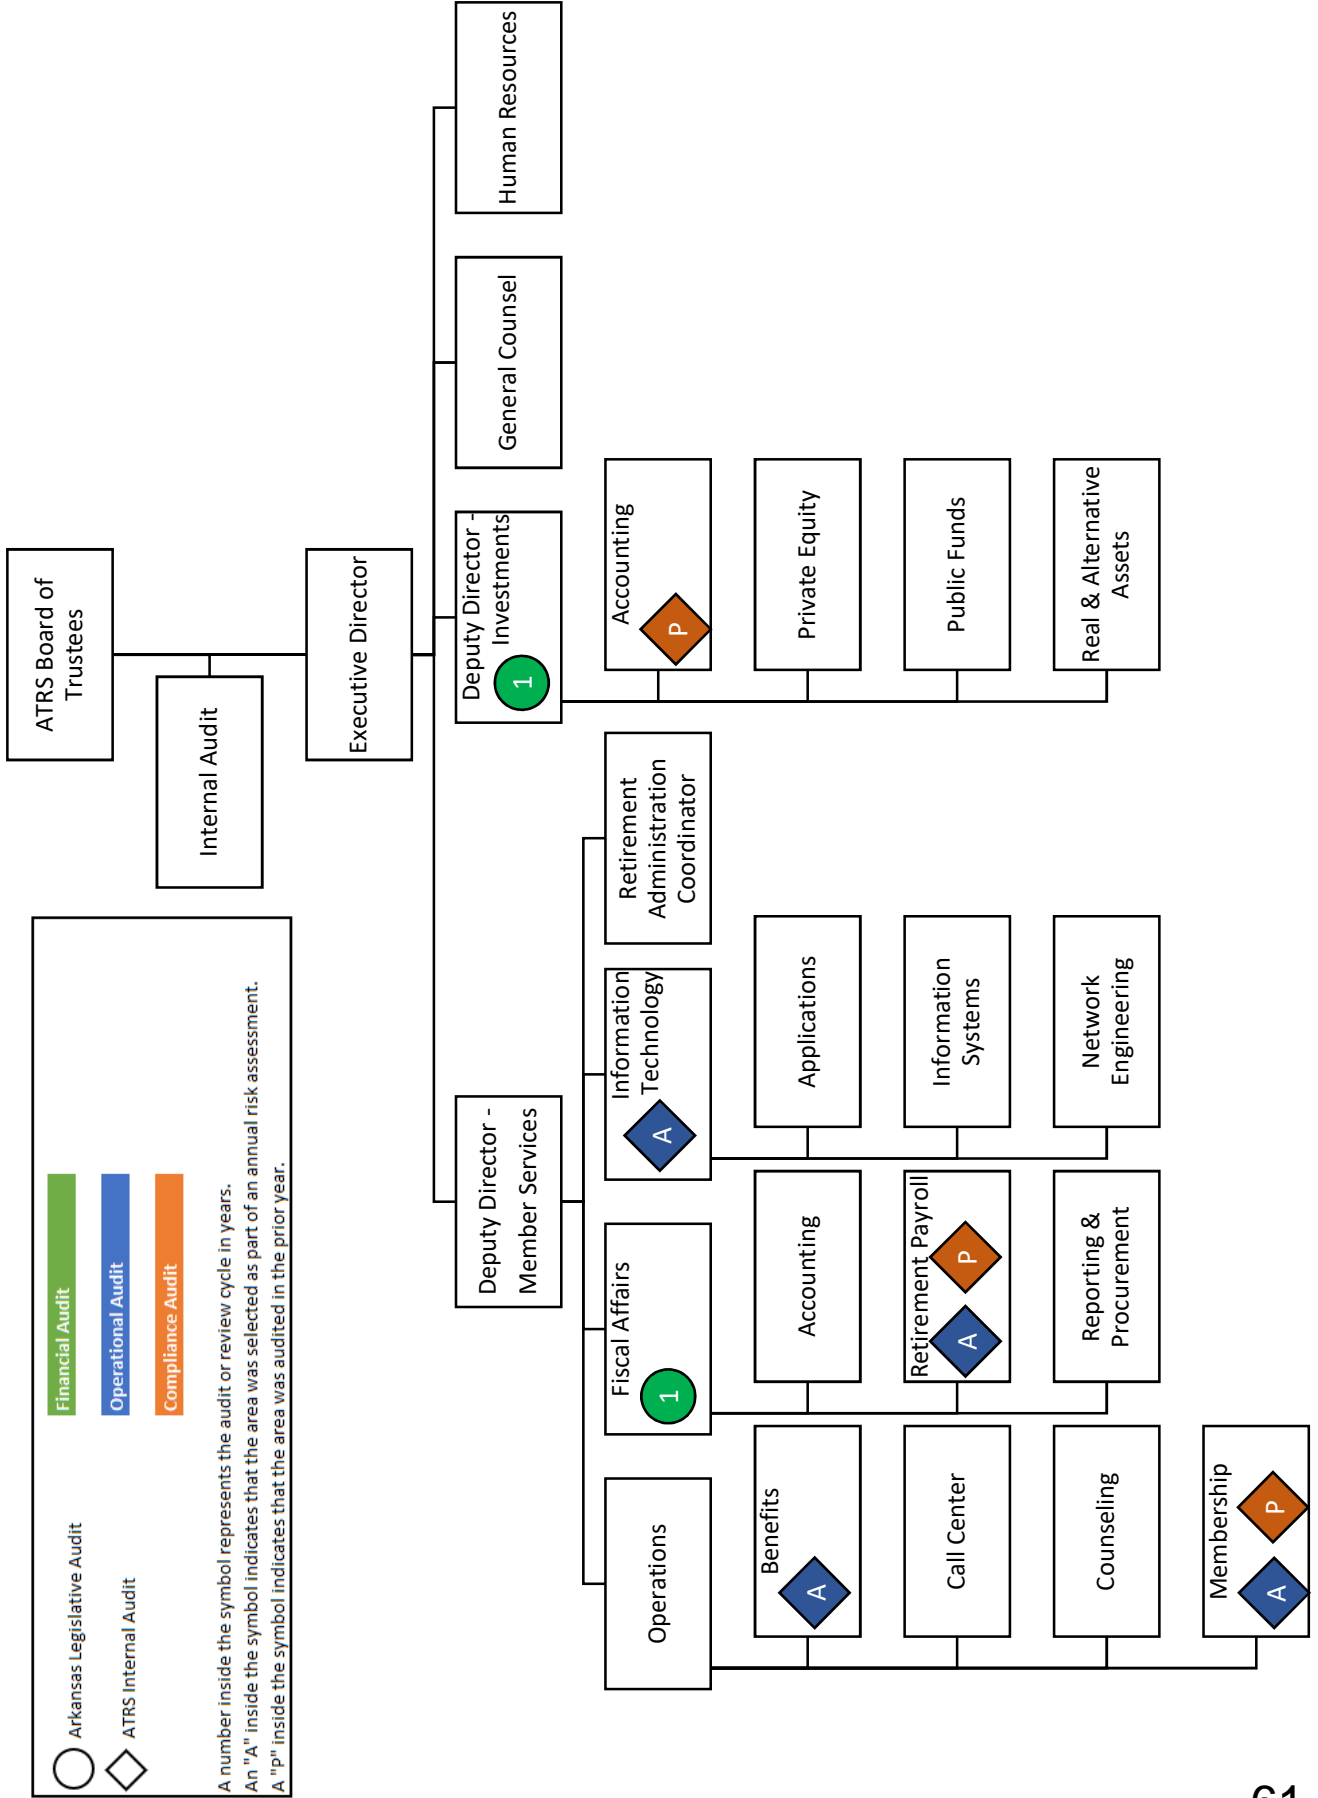 Arkansas Legislative Audit
Financial Audit
ATRS Internal Audit
Operational Audit
Compliance Audit
A number inside the symbol represents the audit or review cycle in years.
An "A" inside the symbol indicates that the area was selected as part of an annual risk assessment.
A "P" inside the symbol indicates that the area was audited in the prior year.
ATRS Board of
Trustees
Internal Audit
Executive Director
Deputy Director -
Member Services
Deputy Director -
Investments
1
General Counsel
Human Resources
Operations
Fiscal Affairs
1
Information
Technology
A
Retirement
Administration
Coordinator
Accounting
P
Benefits
A
Accounting
Applications
Private Equity
Call Center
Retirement Payroll
A
P
Information
Systems
Public Funds
Counseling
Reporting &
Procurement
Network
Engineering
Real & Alternative
Assets
Membership
A
P
61